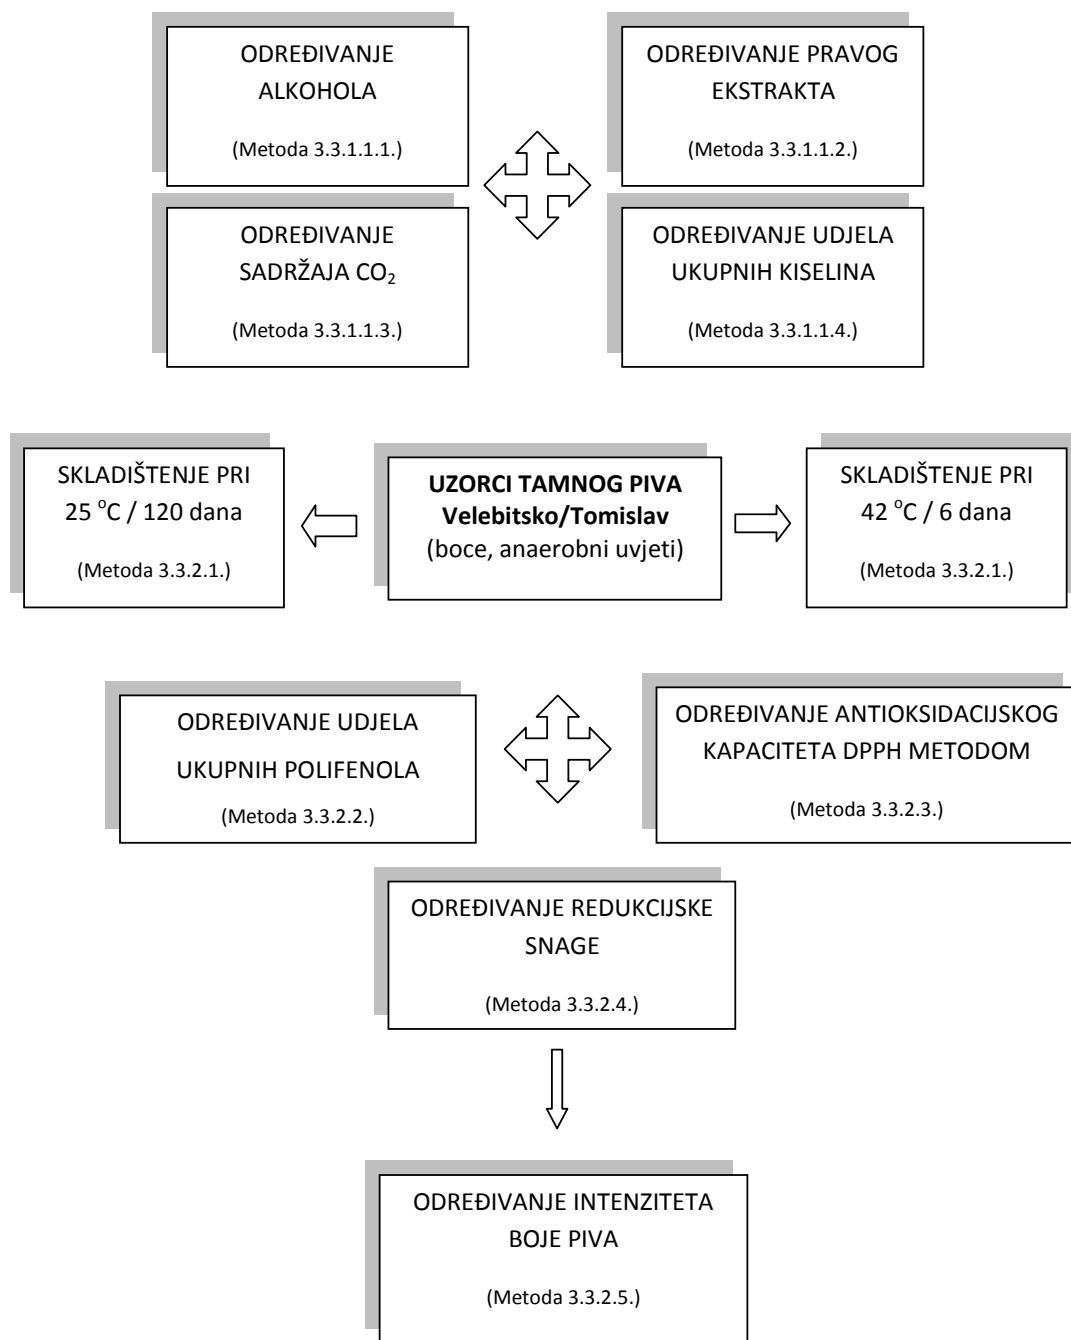 ODREĐIVANJE
ALKOHOLA
(Metoda 3.3.1.1.1.)
ODREĐIVANJE PRAVOG
EKSTRAKTA
(Metoda 3.3.1.1.2.)
ODREĐIVANJE
SADRŽAJA CO₂
(Metoda 3.3.1.1.3.)
ODREĐIVANJE UDJELA
UKUPNIH KISELINA
(Metoda 3.3.1.1.4.)
SKLADIŠTENJE PRI
25 °C / 120 dana
(Metoda 3.3.2.1.)
UZORCI TAMNOG PIVA
Velebitsko/Tomislav
(boce, anaerobni uvjeti)
SKLADIŠTENJE PRI
42 °C / 6 dana
(Metoda 3.3.2.1.)
ODREĐIVANJE UDJELA
UKUPNIH POLIFENOLA
(Metoda 3.3.2.2.)
ODREĐIVANJE ANTIOKSIDACIJSKOG
KAPACITETA DPPH METODOM
(Metoda 3.3.2.3.)
ODREĐIVANJE REDUKCIJSKE
SNAGE
(Metoda 3.3.2.4.)
ODREĐIVANJE INTENZITETA
BOJE PIVA
(Metoda 3.3.2.5.)